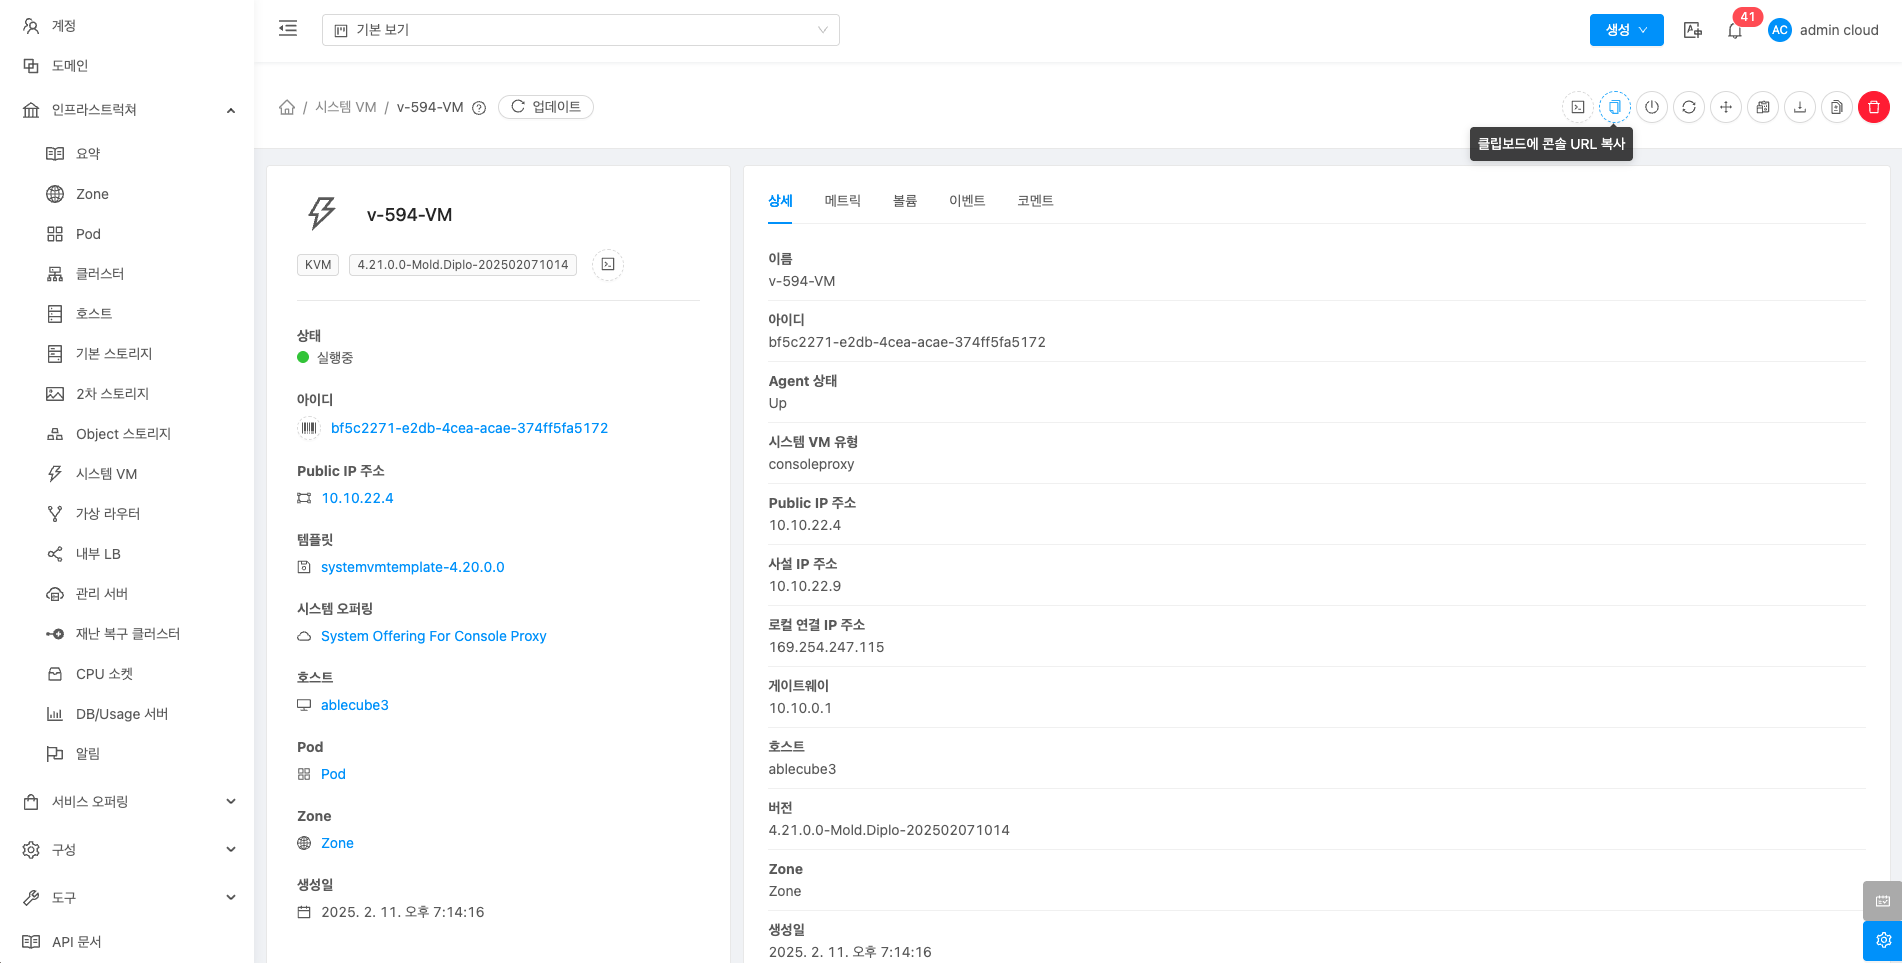 계정
도메인
인프라스트럭쳐
요약
Zone
Pod
클러스터
호스트
기본 스토리지
2차 스토리지
Object 스토리지
시스템 VM
가상 라우터
내부 LB
관리 서버
재난 복구 클러스터
CPU 소켓
DB/Usage 서버
알림
서비스 오퍼링
구성
도구
API 문서
기본 보기
생성
41
AC admin cloud
/ 시스템 VM / v-594-VM 업데이트
클립보드에 콘솔 URL 복사
v-594-VM
KVM 4.21.0.0-Mold.Diplo-202502071014
상태
실행중
아이디
bf5c2271-e2db-4cea-acae-374ff5fa5172
Public IP 주소
10.10.22.4
템플릿
systemvmtemplate-4.20.0.0
시스템 오퍼링
System Offering For Console Proxy
호스트
ablecube3
Pod
Pod
Zone
Zone
생성일
2025. 2. 11. 오후 7:14:16
상세 메트릭 볼륨 이벤트 코멘트
이름
v-594-VM
아이디
bf5c2271-e2db-4cea-acae-374ff5fa5172
Agent 상태
Up
시스템 VM 유형
consoleproxy
Public IP 주소
10.10.22.4
사설 IP 주소
10.10.22.9
로컬 연결 IP 주소
169.254.247.115
게이트웨이
10.10.0.1
호스트
ablecube3
버전
4.21.0.0-Mold.Diplo-202502071014
Zone
Zone
생성일
2025. 2. 11. 오후 7:14:16